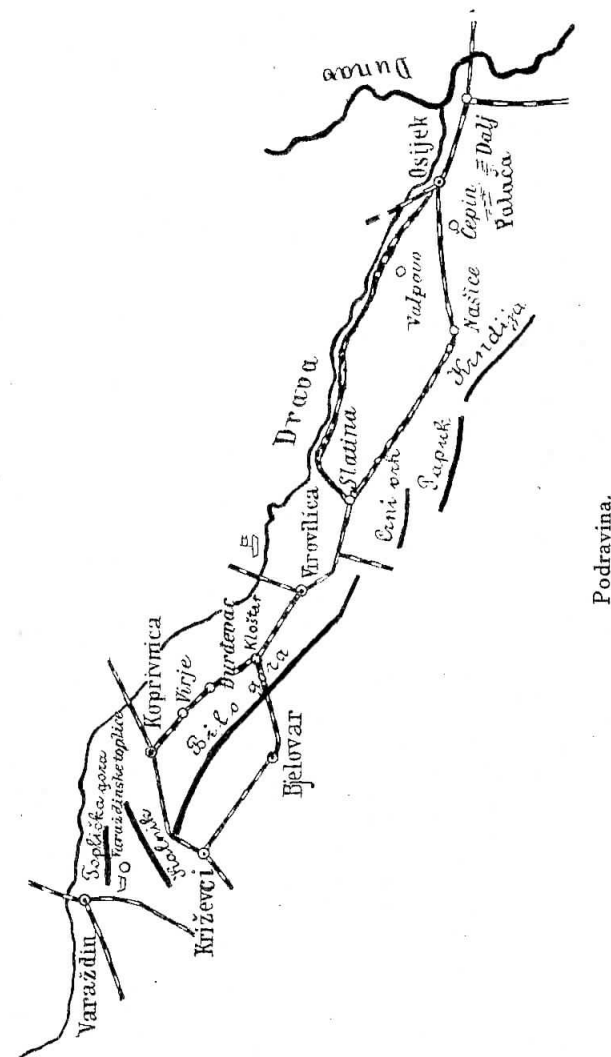 Varaždin
Toplička gora
Varaždinske toplice
Kalnik
Križevci
Koprivnica
Virje
Đurđevac
Kloštar
Bilo gora
Bjelovar
Virovitica
Drava
Slatina
Crni vrh
Papuk
Krndija
Našice
Valpovo
Osijek
Čepin
Palača
Dalj
Dunav
Podravina.